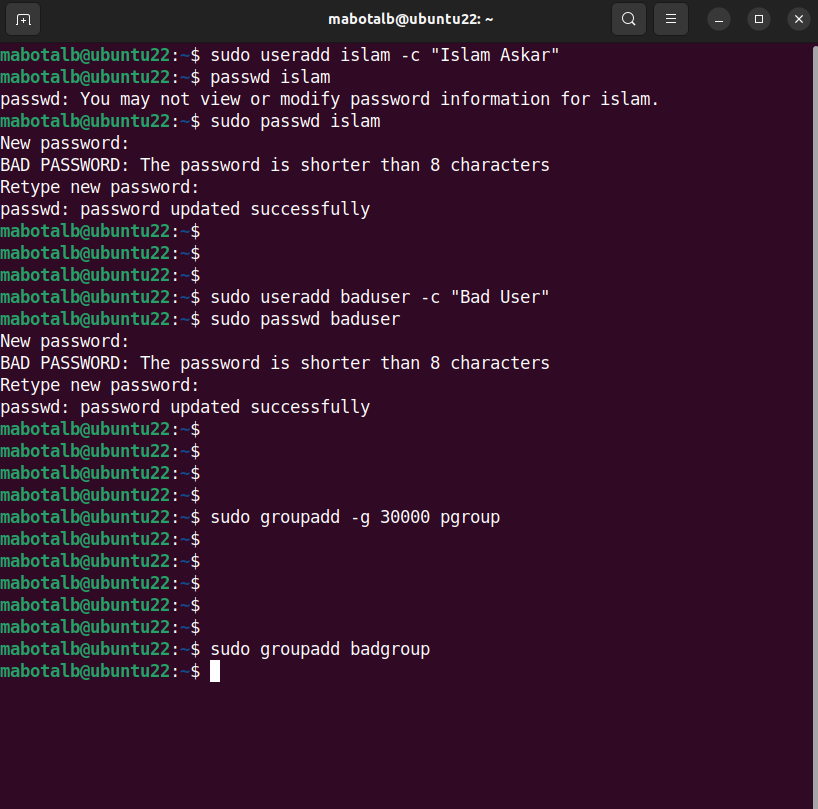 mabotalb@ubuntu22: ~
mabotalb@ubuntu22:~$ sudo useradd islam -c "Islam Askar"
mabotalb@ubuntu22:~$ passwd islam
passwd: You may not view or modify password information for islam.
mabotalb@ubuntu22:~$ sudo passwd islam
New password:
BAD PASSWORD: The password is shorter than 8 characters
Retype new password:
passwd: password updated successfully
mabotalb@ubuntu22:~$
mabotalb@ubuntu22:~$
mabotalb@ubuntu22:~$
mabotalb@ubuntu22:~$ sudo useradd baduser -c "Bad User"
mabotalb@ubuntu22:~$ sudo passwd baduser
New password:
BAD PASSWORD: The password is shorter than 8 characters
Retype new password:
passwd: password updated successfully
mabotalb@ubuntu22:~$
mabotalb@ubuntu22:~$
mabotalb@ubuntu22:~$
mabotalb@ubuntu22:~$
mabotalb@ubuntu22:~$ sudo groupadd -g 30000 pgroup
mabotalb@ubuntu22:~$
mabotalb@ubuntu22:~$
mabotalb@ubuntu22:~$
mabotalb@ubuntu22:~$
mabotalb@ubuntu22:~$
mabotalb@ubuntu22:~$ sudo groupadd badgroup
mabotalb@ubuntu22:~$